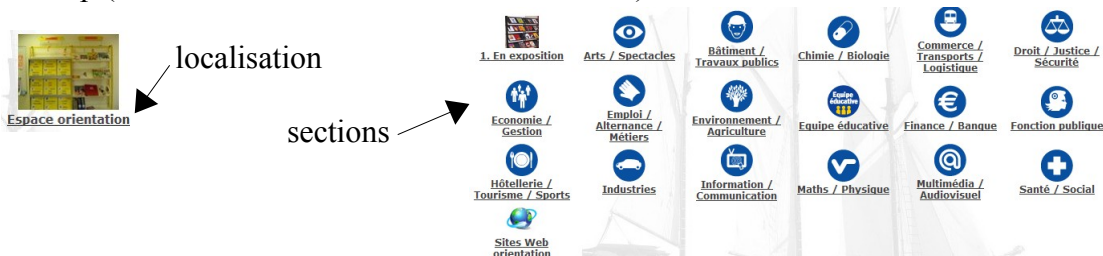 localisation
Espace orientation
sections
1. En exposition
Arts / Spectacles
Bâtiment /
Travaux publics
Chimie / Biologie
Commerce /
Transports /
Logistique
Droit / Justice /
Sécurité
Economie /
Gestion
Emploi /
Alternance /
Métiers
Environnement /
Agriculture
Equipe
éducative
Equipe éducative
Finance / Banque
Fonction publique
Hôtellerie /
Tourisme / Sports
Industries
Information /
Communication
Maths / Physique
Multimédia /
Audiovisuel
Santé / Social
Sites Web
orientation